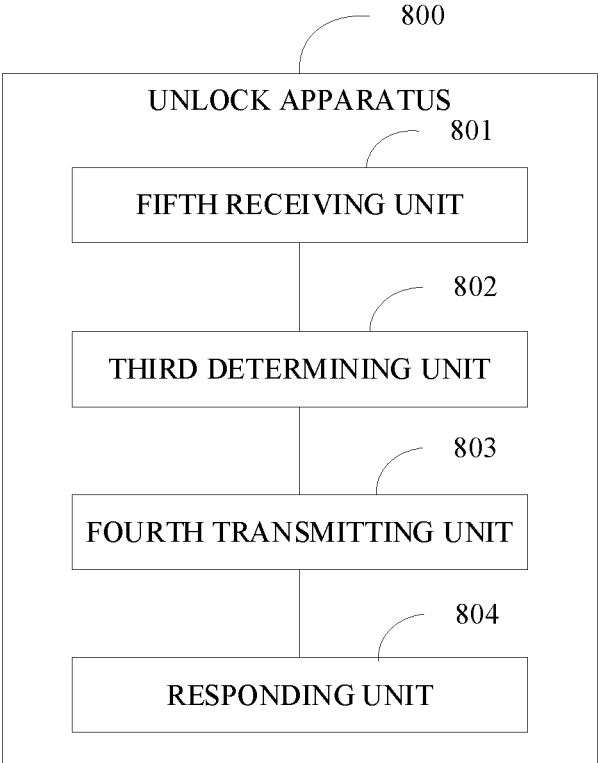 800
UNLOCK APPARATUS
801
FIFTH RECEIVING UNIT
802
THIRD DETERMINING UNIT
803
FOURTH TRANSMITTING UNIT
804
RESPONDING UNIT